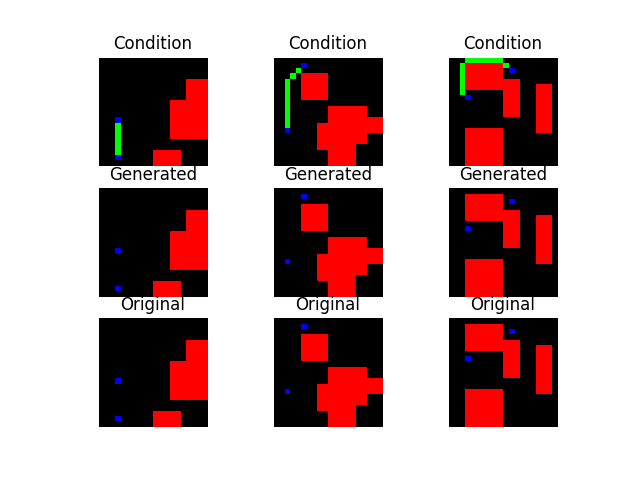 Condition Condition Condition
Generated Generated Generated
Original Original Original